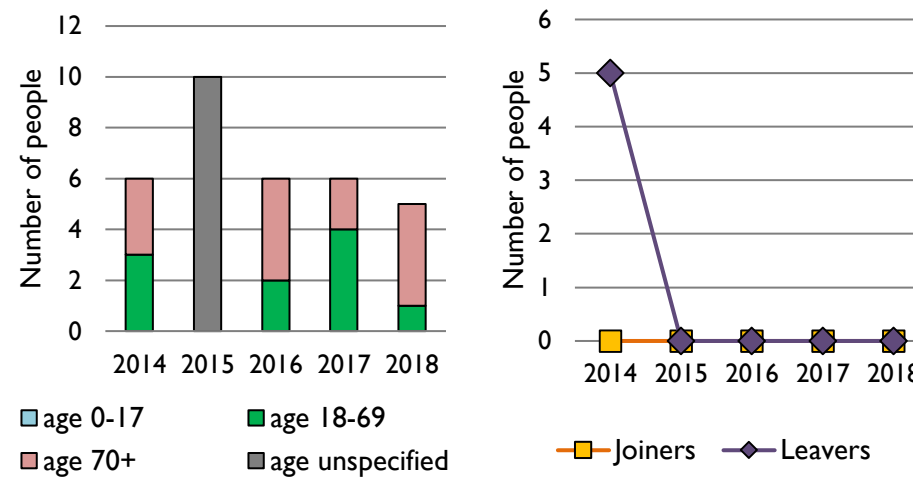 12
10
8
6
4
2
0
Number of people
2014 2015 2016 2017 2018
age 0-17 age 18-69
age 70+ age unspecified
6
5
4
3
2
1
0
Number of people
2014 2015 2016 2017 2018
Joiners Leavers